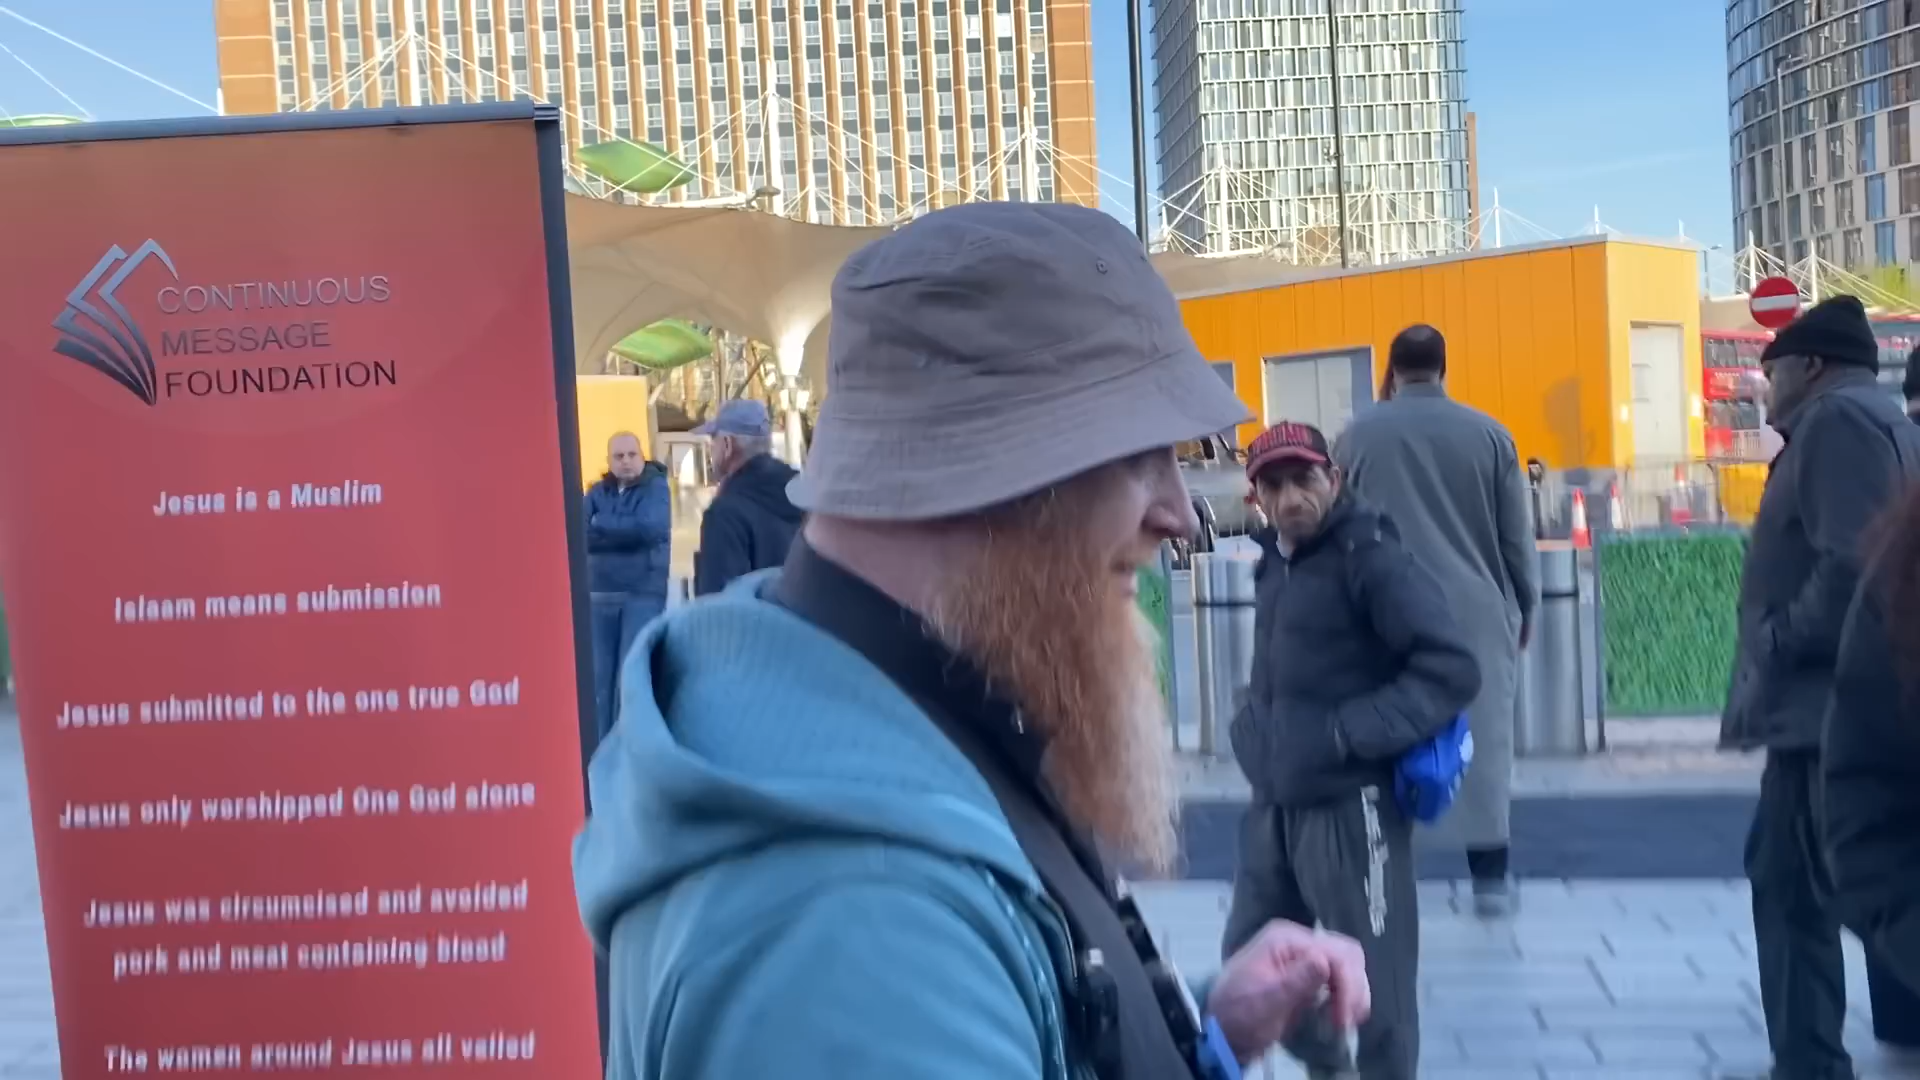 CONTINUOUS
MESSAGE
FOUNDATION
Jesus is a Muslim
Islaam means submission
Jesus submitted to the one true God
Jesus only worshipped One God alone
Jesus was circumcised and avoided
pork and meat containing blood
The women around Jesus all veiled